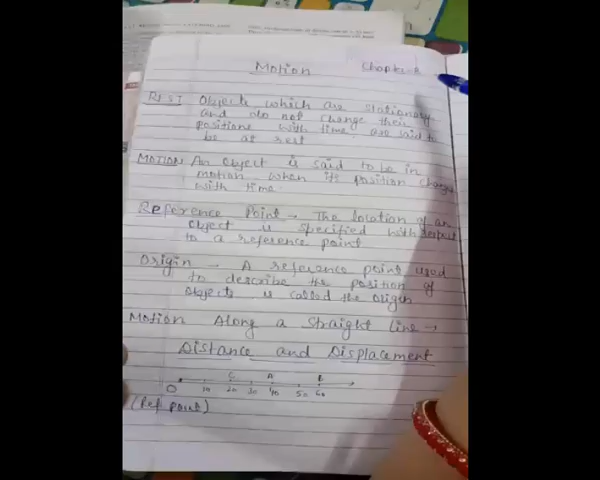 Motion Chapter-8
REST Objects which are stationary
and do not change their
positions with time are said to
be at rest
MOTION: An object is said to be in
motion when its position changes
with time.
Reference Point → The location of an
object is specified with respect
to a reference point
Origin → A reference point used
to describe the position of
objects is called the origin
Motion Along a Straight Line →
Distance and Displacement
C A B
O 10 20 30 40 50 60
(Ref point)